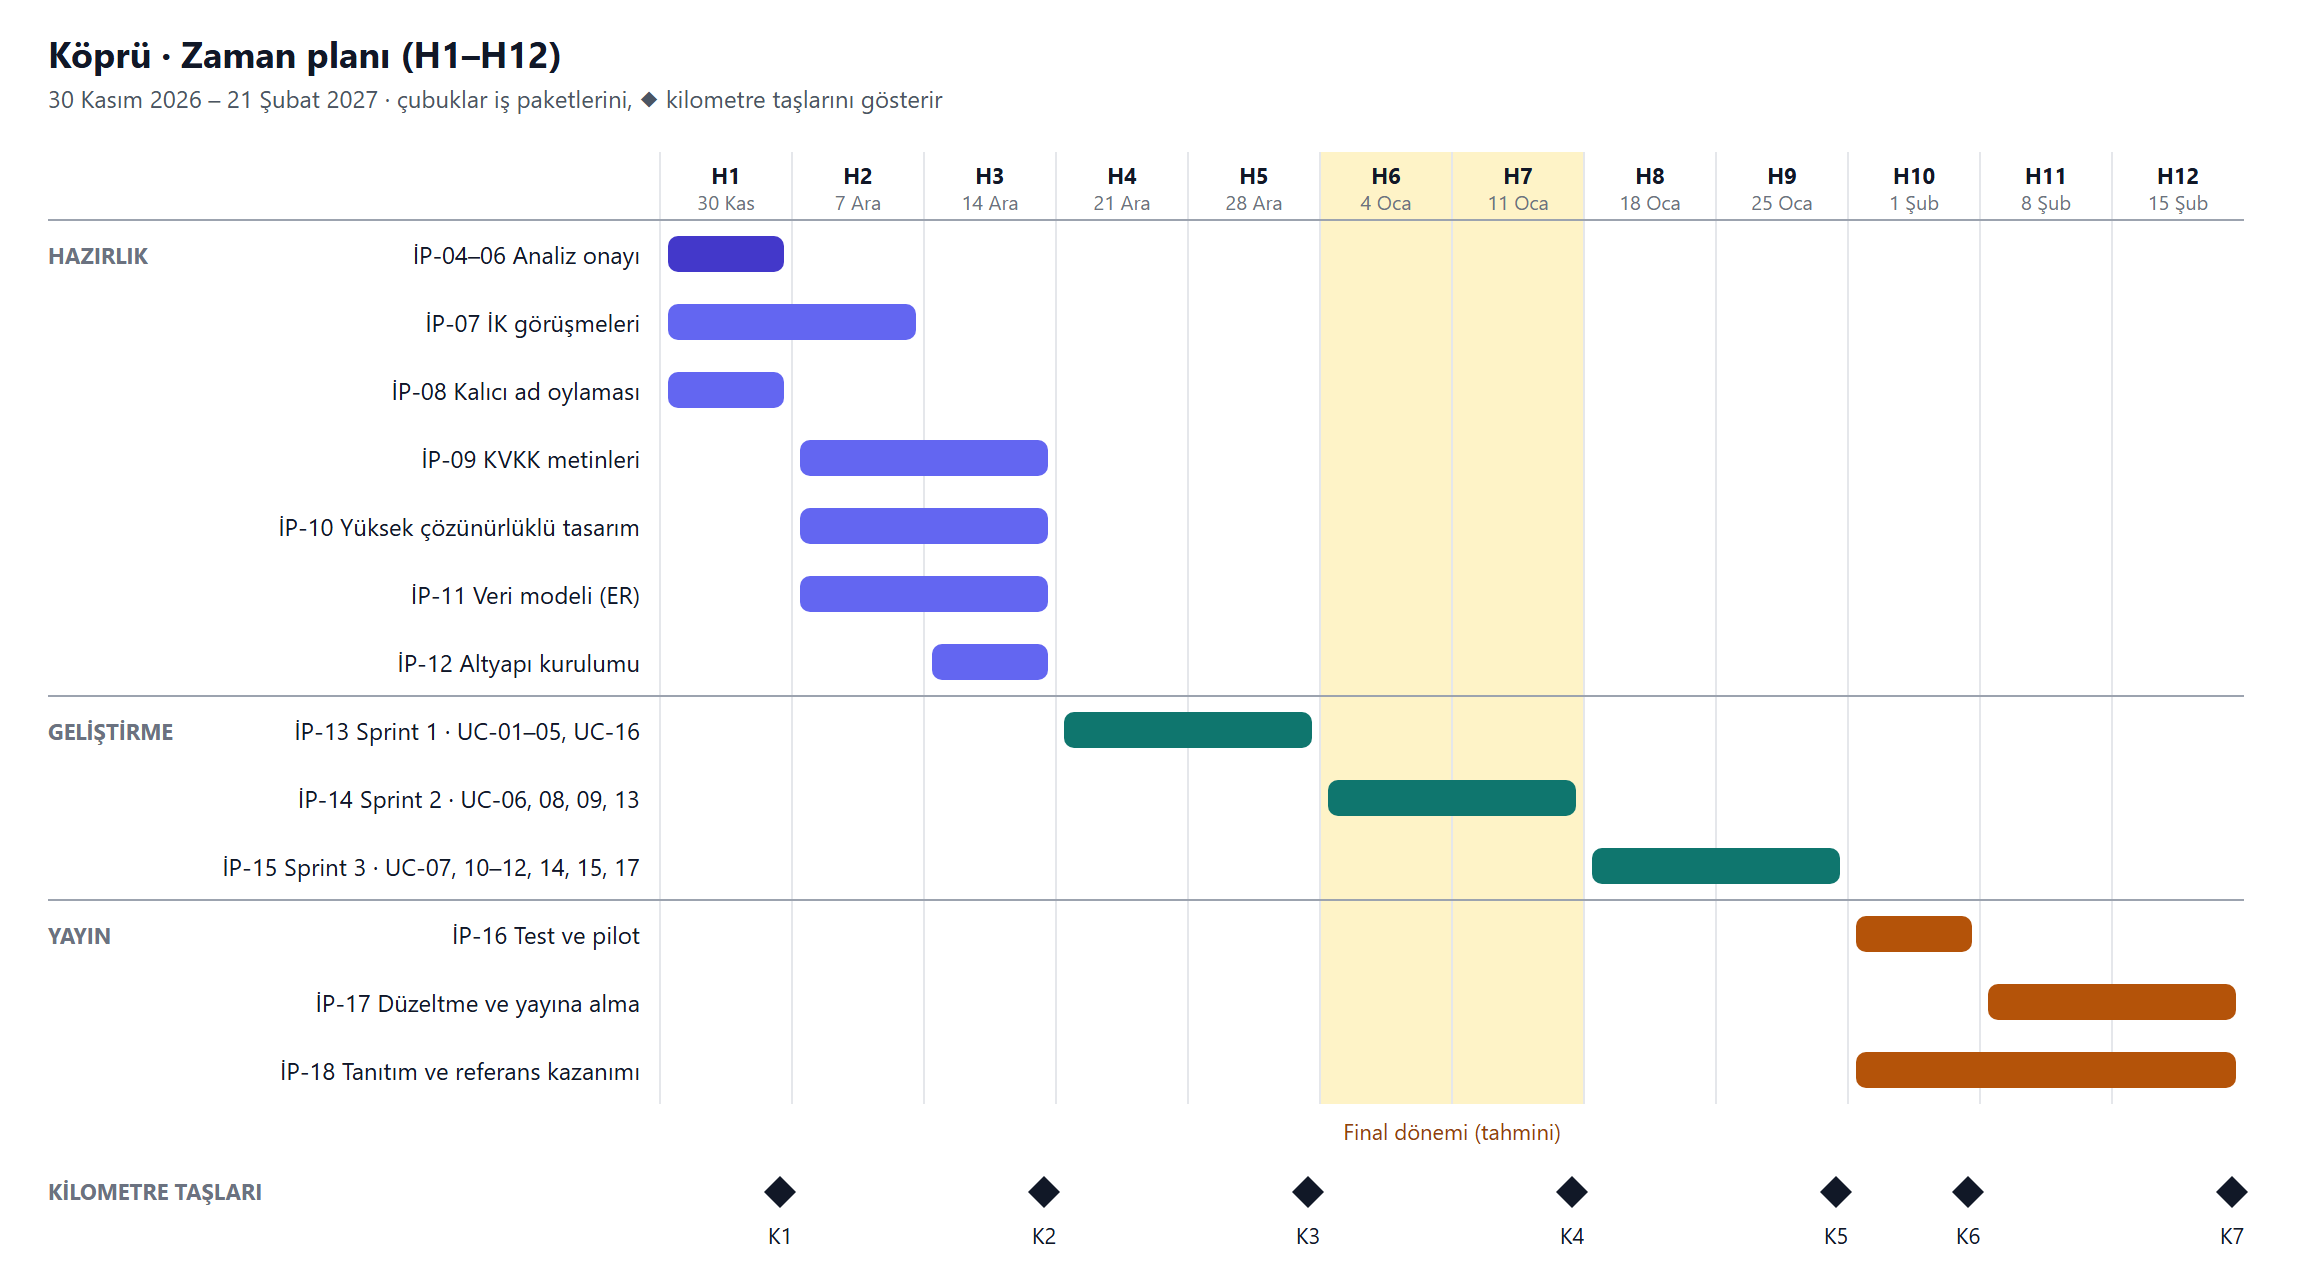 Köprü · Zaman planı (H1–H12)
30 Kasım 2026 – 21 Şubat 2027 · çubuklar iş paketlerini, ◆ kilometre taşlarını gösterir
H1 H2 H3 H4 H5 H6 H7 H8 H9 H10 H11 H12
30 Kas 7 Ara 14 Ara 21 Ara 28 Ara 4 Oca 11 Oca 18 Oca 25 Oca 1 Şub 8 Şub 15 Şub
HAZIRLIK İP-04–06 Analiz onayı
İP-07 İK görüşmeleri
İP-08 Kalıcı ad oylaması
İP-09 KVKK metinleri
İP-10 Yüksek çözünürlüklü tasarım
İP-11 Veri modeli (ER)
İP-12 Altyapı kurulumu
GELİŞTİRME İP-13 Sprint 1 · UC-01–05, UC-16
İP-14 Sprint 2 · UC-06, 08, 09, 13
İP-15 Sprint 3 · UC-07, 10–12, 14, 15, 17
YAYIN İP-16 Test ve pilot
İP-17 Düzeltme ve yayına alma
İP-18 Tanıtım ve referans kazanımı
Final dönemi (tahmini)
KİLOMETRE TAŞLARI
K1 K2 K3 K4 K5 K6 K7